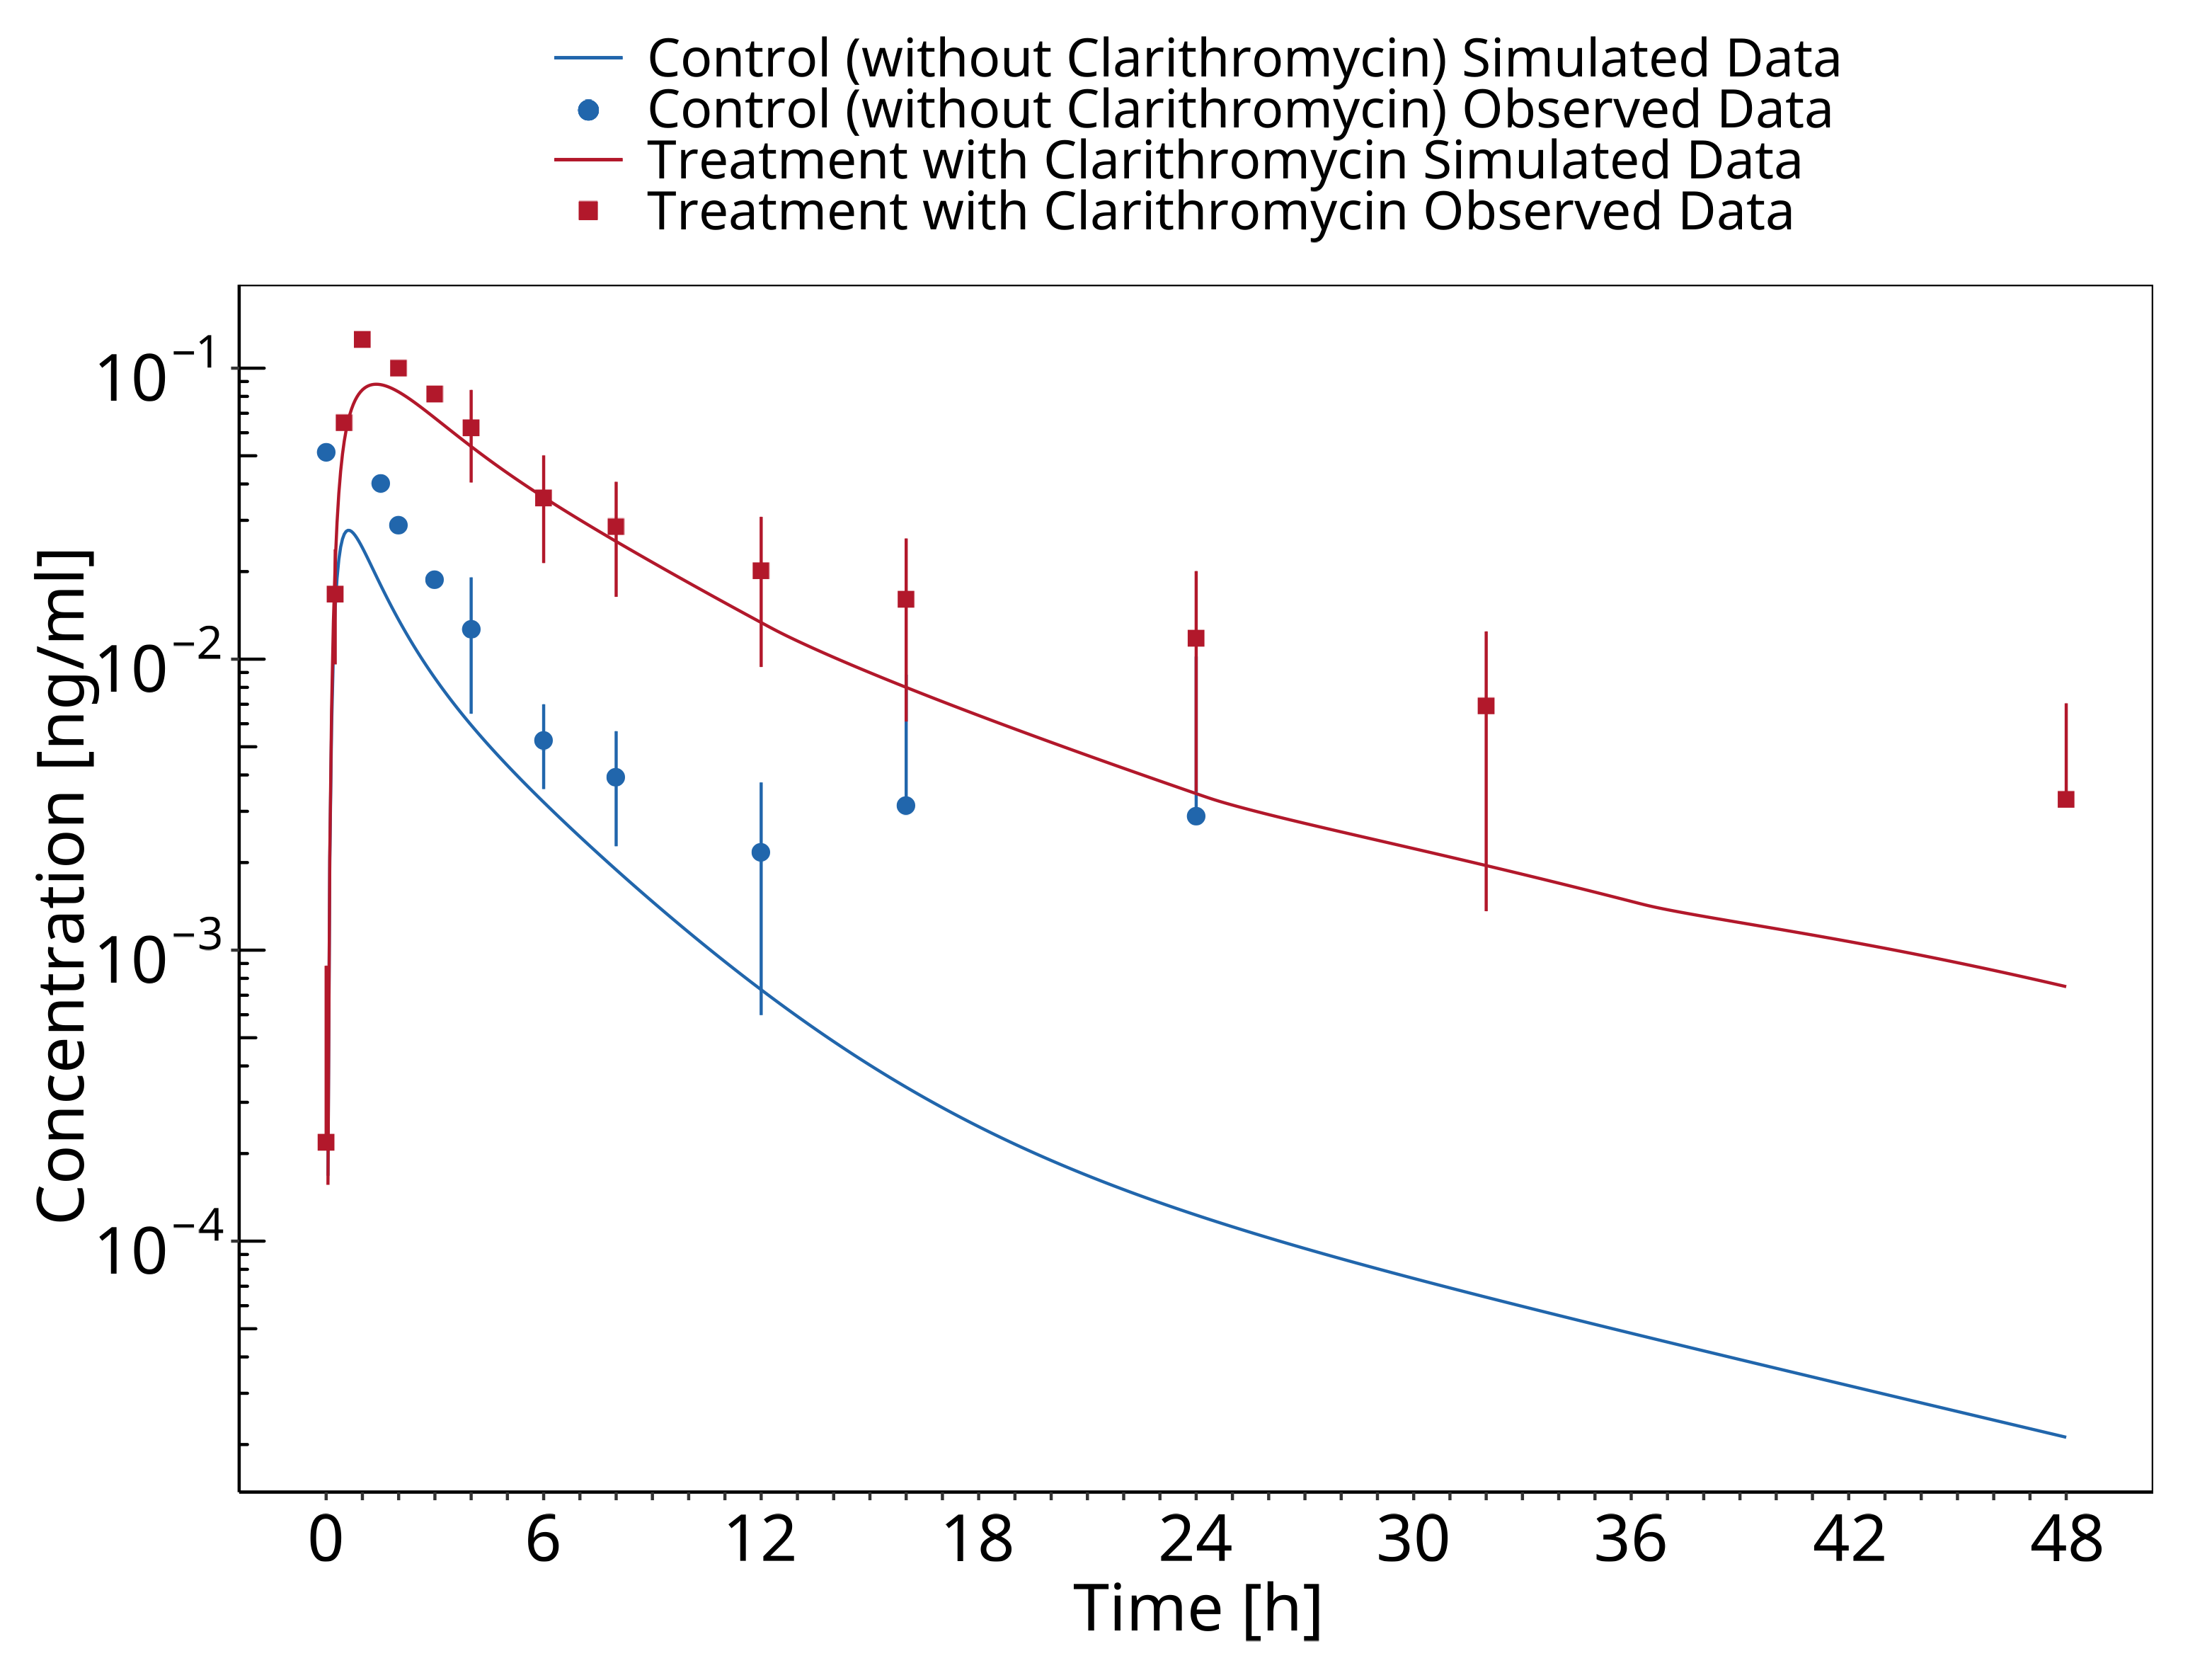 Control (without Clarithromycin) Simulated Data
Control (without Clarithromycin) Observed Data
Treatment with Clarithromycin Simulated Data
Treatment with Clarithromycin Observed Data
Concentration [ng/ml]
10⁻¹
10⁻²
10⁻³
10⁻⁴
0 6 12 18 24 30 36 42 48
Time [h]